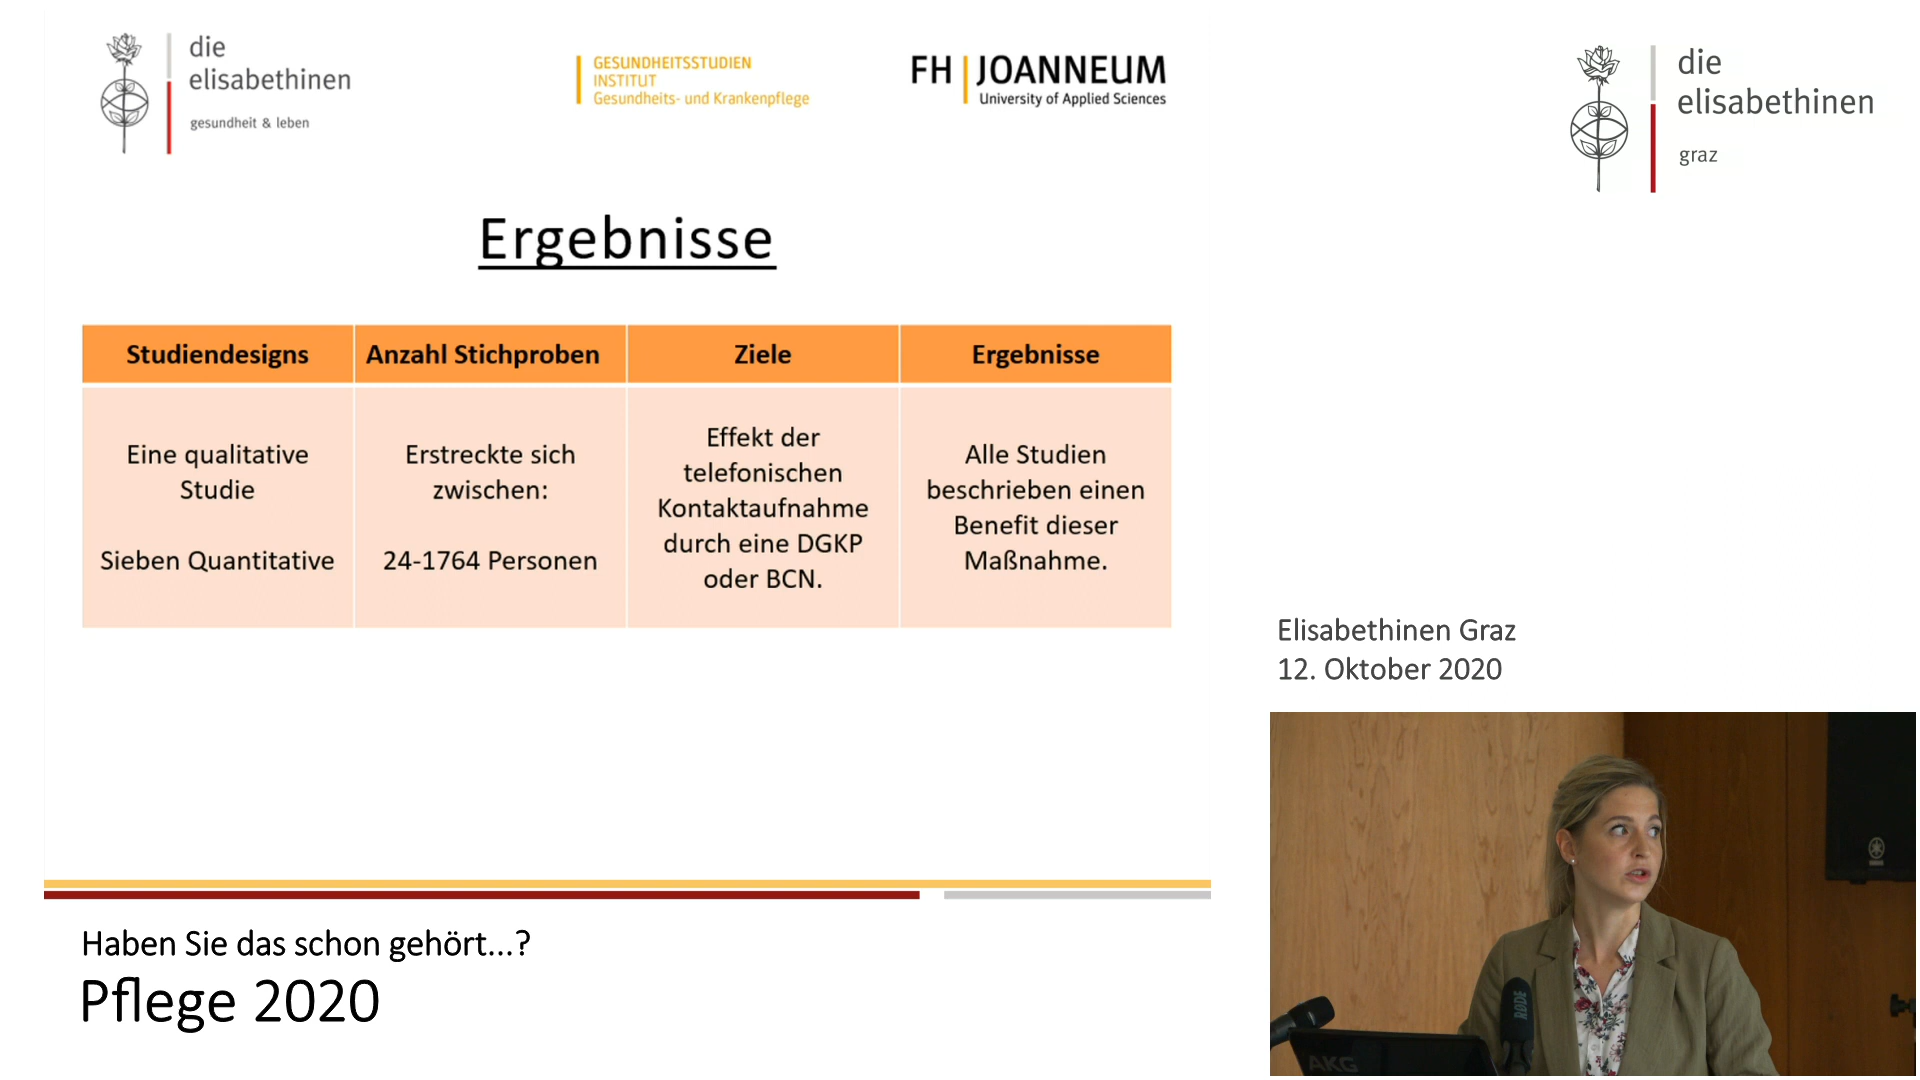 die
elisabethinen
gesundheit & leben
GESUNDHEITSSTUDIEN
INSTITUT
Gesundheits- und Krankenpflege
FH JOANNEUM
University of Applied Sciences
die
elisabethinen
graz
Ergebnisse
Studiendesigns
Eine qualitative
Studie
Sieben Quantitative
Anzahl Stichproben
Erstreckte sich
zwischen:
24-1764 Personen
Ziele
Effekt der
telefonischen
Kontaktaufnahme
durch eine DGKP
oder BCN.
Ergebnisse
Alle Studien
beschrieben einen
Benefit dieser
Maßnahme.
Elisabethinen Graz
12. Oktober 2020
RØDE
AKG
Haben Sie das schon gehört...?
Pflege 2020